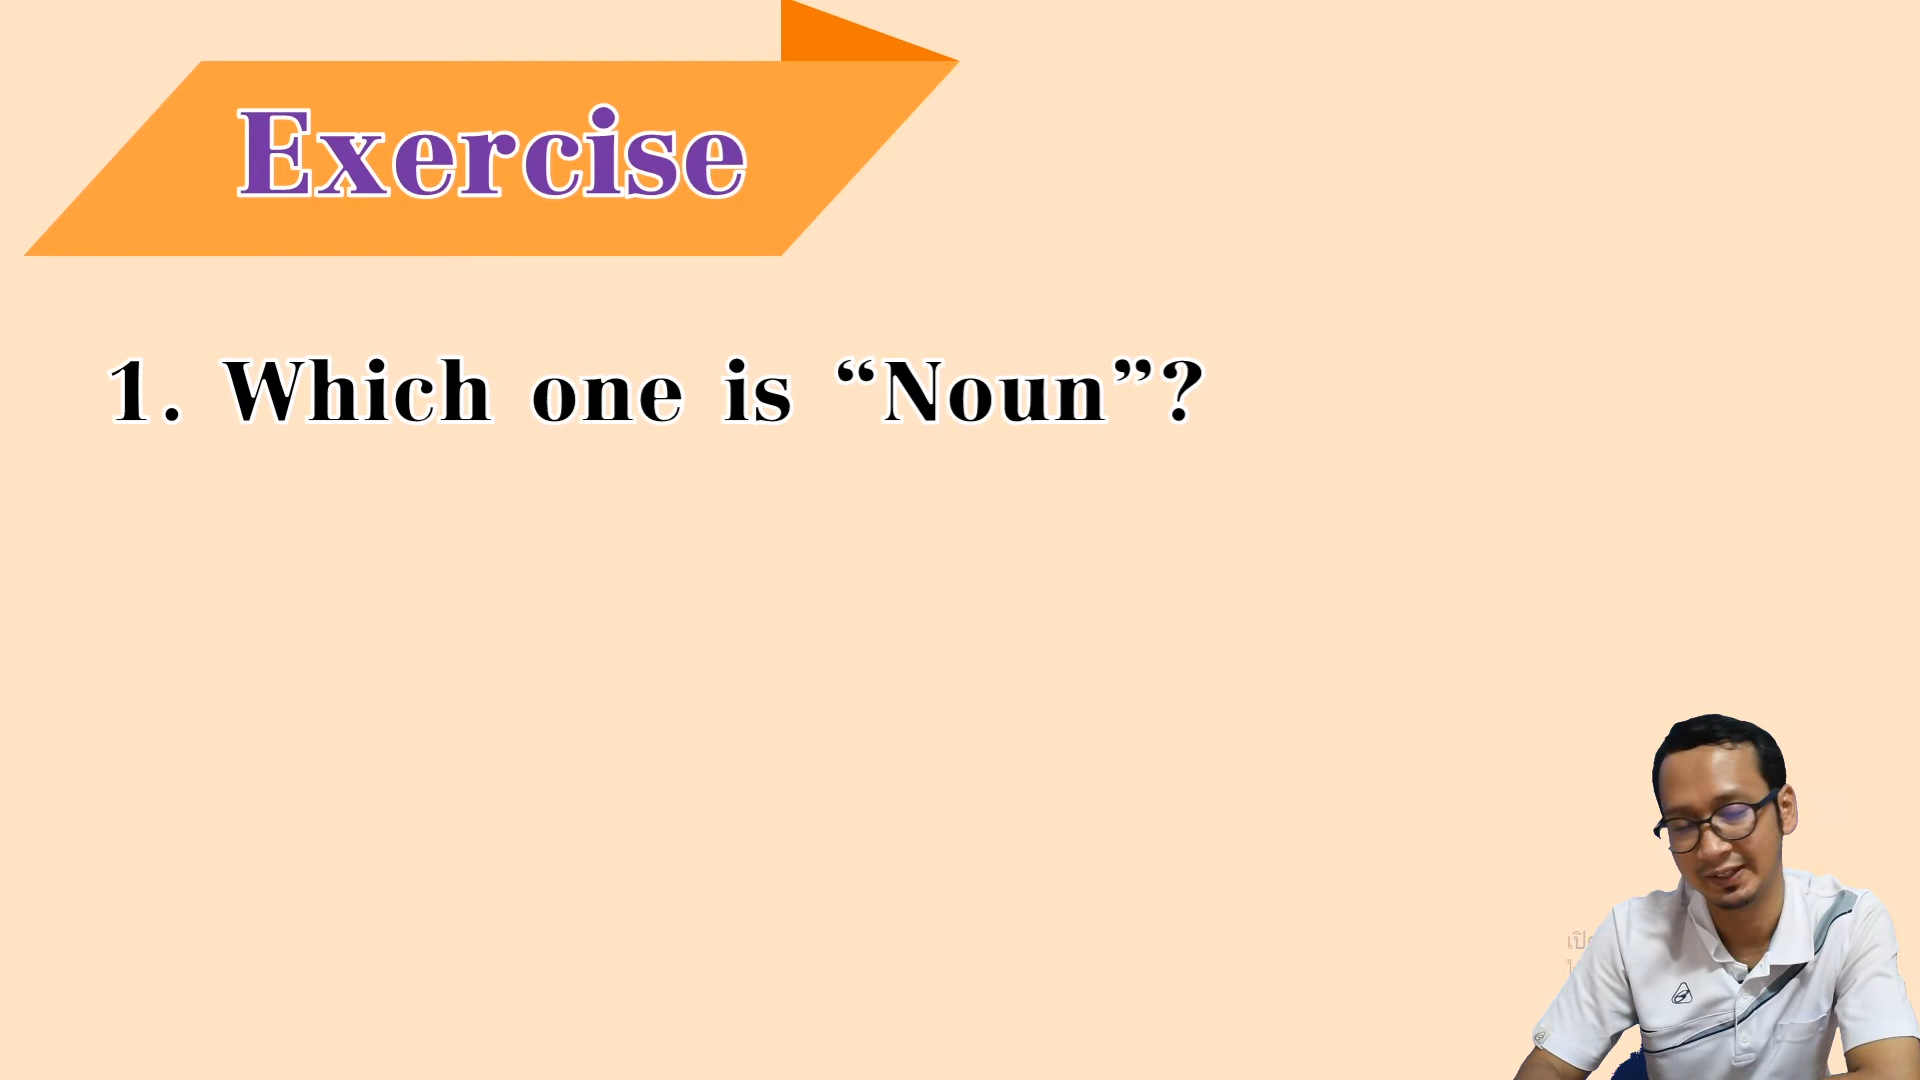 Exercise
1. Which one is “Noun”?